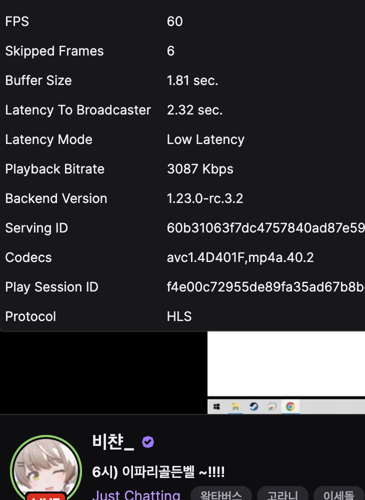 FPS 60
Skipped Frames 6
Buffer Size 1.81 sec.
Latency To Broadcaster 2.32 sec.
Latency Mode Low Latency
Playback Bitrate 3087 Kbps
Backend Version 1.23.0-rc.3.2
Serving ID 60b31063f7dc4757840ad87e59
Codecs avc1.4D401F,mp4a.40.2
Play Session ID f4e00c72955de89fa35ad67b8b
Protocol HLS
비챤_
6시) 이파리골든벨 ~!!!!
LIVE
Just Chatting 왁타버스 고라니 이세돌